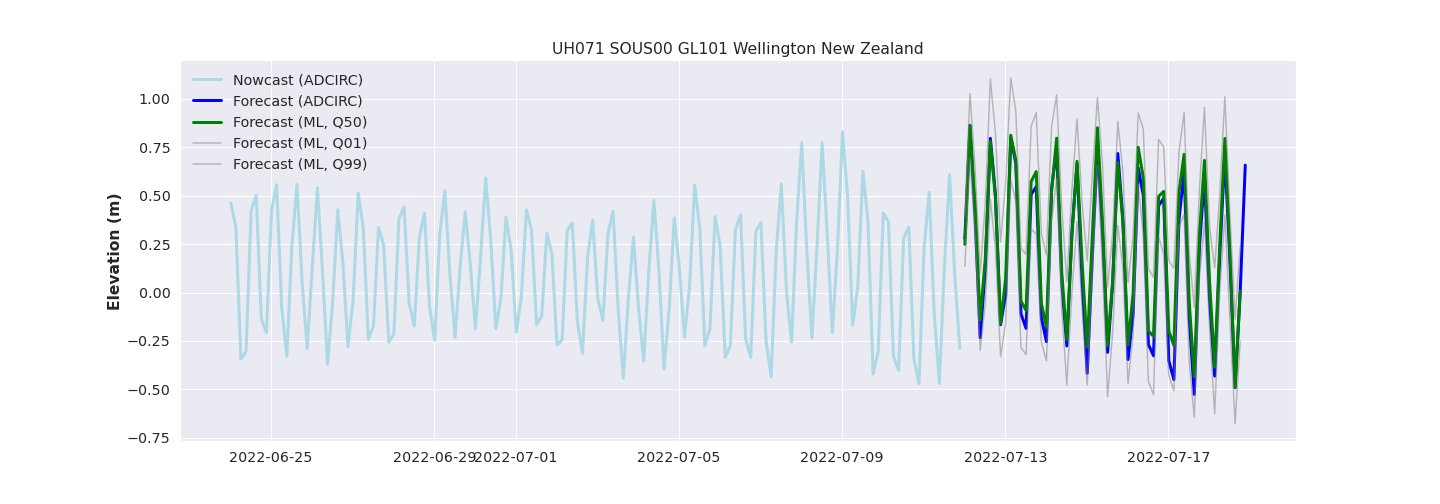 UH071 SOUS00 GL101 Wellington New Zealand
Nowcast (ADCIRC)
Forecast (ADCIRC)
Forecast (ML, Q50)
Forecast (ML, Q01)
Forecast (ML, Q99)
Elevation (m)
1.00
0.75
0.50
0.25
0.00
−0.25
−0.50
−0.75
2022-06-25 2022-06-29 2022-07-01 2022-07-05 2022-07-09 2022-07-13 2022-07-17